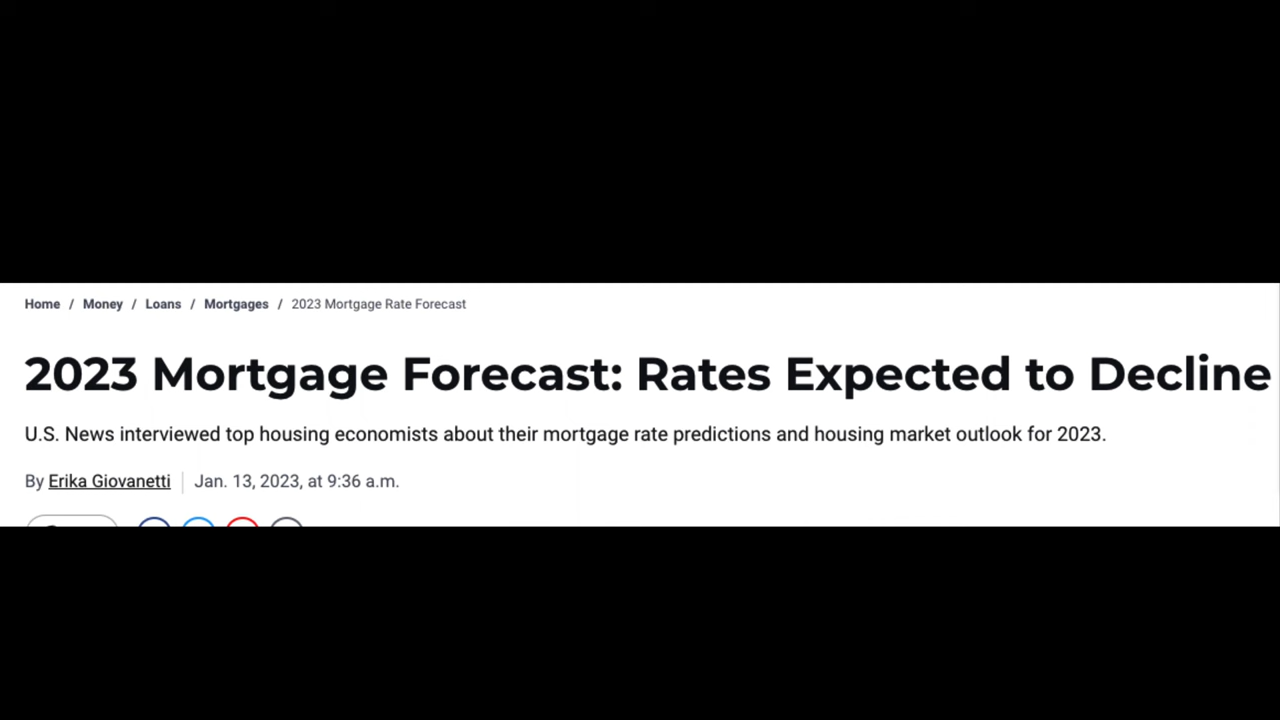 Home / Money / Loans / Mortgages / 2023 Mortgage Rate Forecast
2023 Mortgage Forecast: Rates Expected to Decline
U.S. News interviewed top housing economists about their mortgage rate predictions and housing market outlook for 2023.
By Erika Giovanetti | Jan. 13, 2023, at 9:36 a.m.